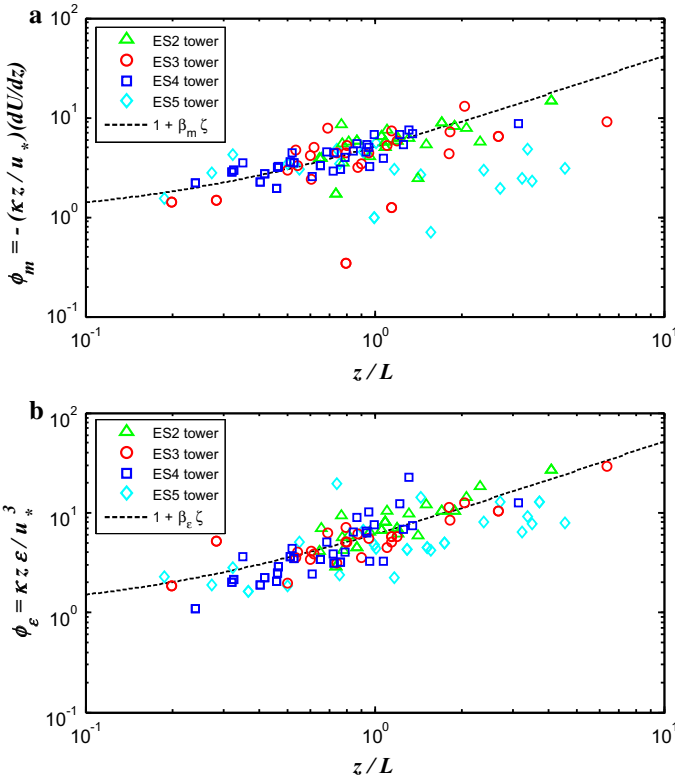 a
10^2
10^1
10^0
10^-1
ϕ_m = - (κ z / u_*)(dU/dz)
ES2 tower
ES3 tower
ES4 tower
ES5 tower
1 + β_m ζ
10^-1
10^0
10^1
z / L
b
10^2
10^1
10^0
10^-1
ϕ_ε = κ z ε / u_*^3
ES2 tower
ES3 tower
ES4 tower
ES5 tower
1 + β_ε ζ
10^-1
10^0
10^1
z / L